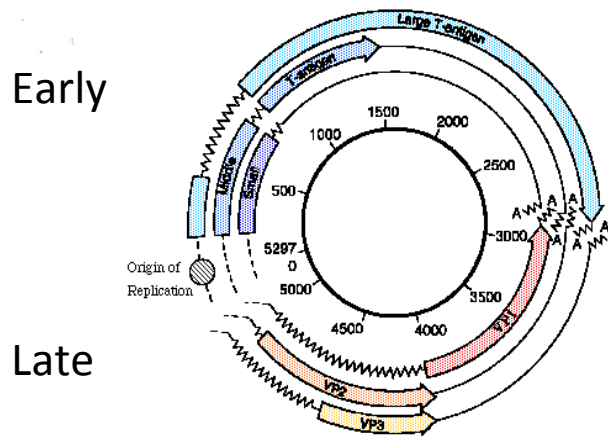 Early
Large T-antigen
T-antigen
Middle
Small
500
1000
1500
2000
2500
3000
3500
4000
4500
5000
5297
0
A
A
A
A
A
A
Origin of
Replication
Late
VP1
VP2
VP3